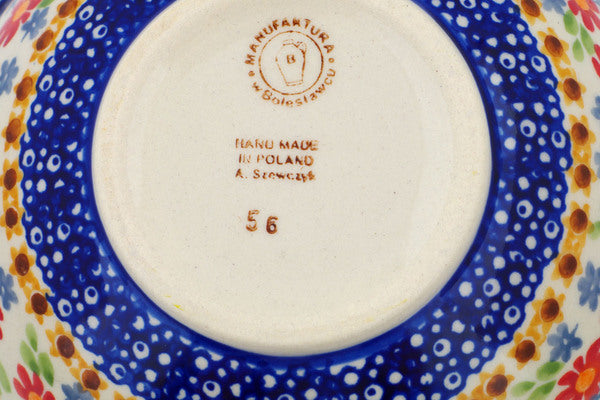 MANUFAKTURA
B
w Bolesławcu
HAND MADE
IN POLAND
A. Szewczyk
56